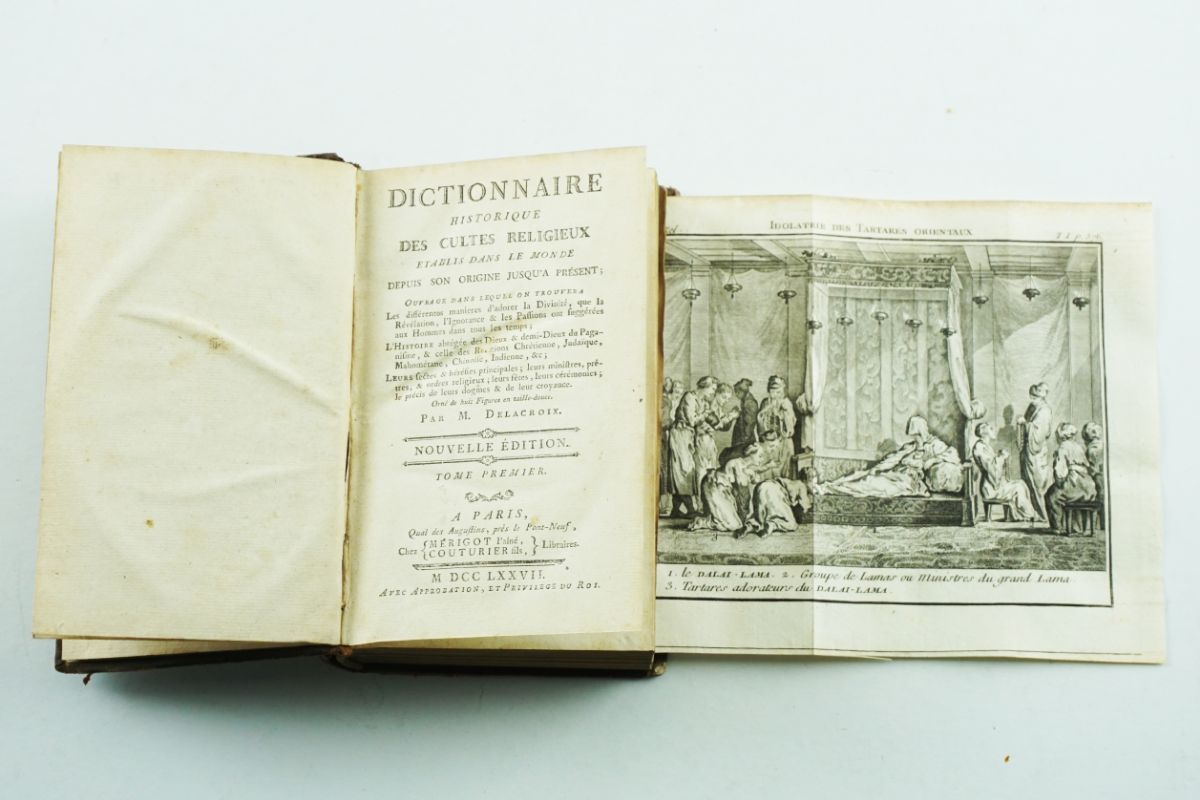 DICTIONNAIRE
HISTORIQUE
DES CULTES RELIGIEUX
ETABLIS DANS LE MONDE
DEPUIS SON ORIGINE JUSQU'A PRÉSENT;
OUVRAGE DANS LEQUEL ON TROUVERA
Les différentes manieres d'adorer la Divinité, que la
Révélation, l'Ignorance & les Passions ont suggérées
aux Hommes dans tous les temps;
L'HISTOIRE abrégée des Dieux & demi-Dieux du Paga-
nisme, & celle des Religions Chrétienne, Judaïque,
Mahométane, Chinoise, Indienne, &c;
LEURS sectes & hérésies principales; leurs ministres, prê-
tres, & ordres religieux; leurs fêtes, leurs cérémonies;
le précis de leurs dogmes & de leur croyance.
Orné de huit Figures en taille-douce.
PAR M. DELACROIX.
NOUVELLE ÉDITION.
TOME PREMIER.
A PARIS,
Quai des Augustins, près le Pont-Neuf,
Chez { MÉRIGOT l'aîné, COUTURIER fils, } Libraires.
M DCC LXXVII.
AVEC APPROBATION, ET PRIVILEGE DU ROI.
IDOLATRIE DES TARTARES ORIENTAUX
T I. p.
1. le DALAI-LAMA. 2. Groupe de Lamas ou Ministres du grand Lama.
3. Tartares adorateurs du DALAI-LAMA.